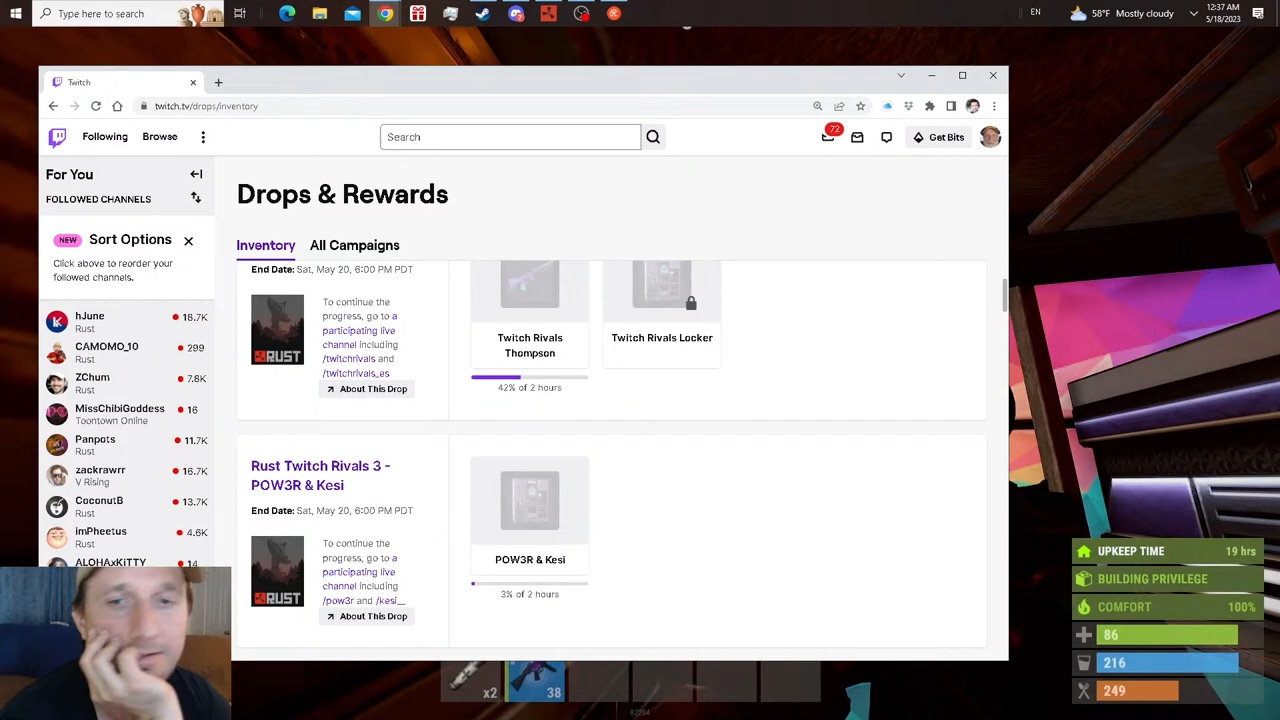 Type here to search
EN
58°F Mostly cloudy
12:37 AM
5/18/2023
Twitch
twitch.tv/drops/inventory
Following
Browse
Search
72
Get Bits
For You
FOLLOWED CHANNELS
NEW Sort Options
Click above to reorder your
followed channels.
hJune
18.7K
Rust
CAMOMO_10
299
Rust
ZChum
7.8K
Rust
MissChibiGoddess
16
Toontown Online
Panpots
11.7K
Rust
zackrawrr
16.7K
V Rising
CoconutB
13.7K
Rust
imPheetus
4.6K
Rust
ALOHAxKiTTY
14
Drops & Rewards
Inventory
All Campaigns
End Date: Sat, May 20, 6:00 PM PDT
RUST
To continue the
progress, go to a
participating live
channel including
/twitchrivals and
/twitchrivals_es
About This Drop
Twitch Rivals
Thompson
42% of 2 hours
Twitch Rivals Locker
Rust Twitch Rivals 3 -
POW3R & Kesi
End Date: Sat, May 20, 6:00 PM PDT
RUST
To continue the
progress, go to a
participating live
channel including
/pow3r and /kesi__
About This Drop
POW3R & Kesi
3% of 2 hours
UPKEEP TIME 19 hrs
BUILDING PRIVILEGE
COMFORT 100%
86
216
249
x2
38